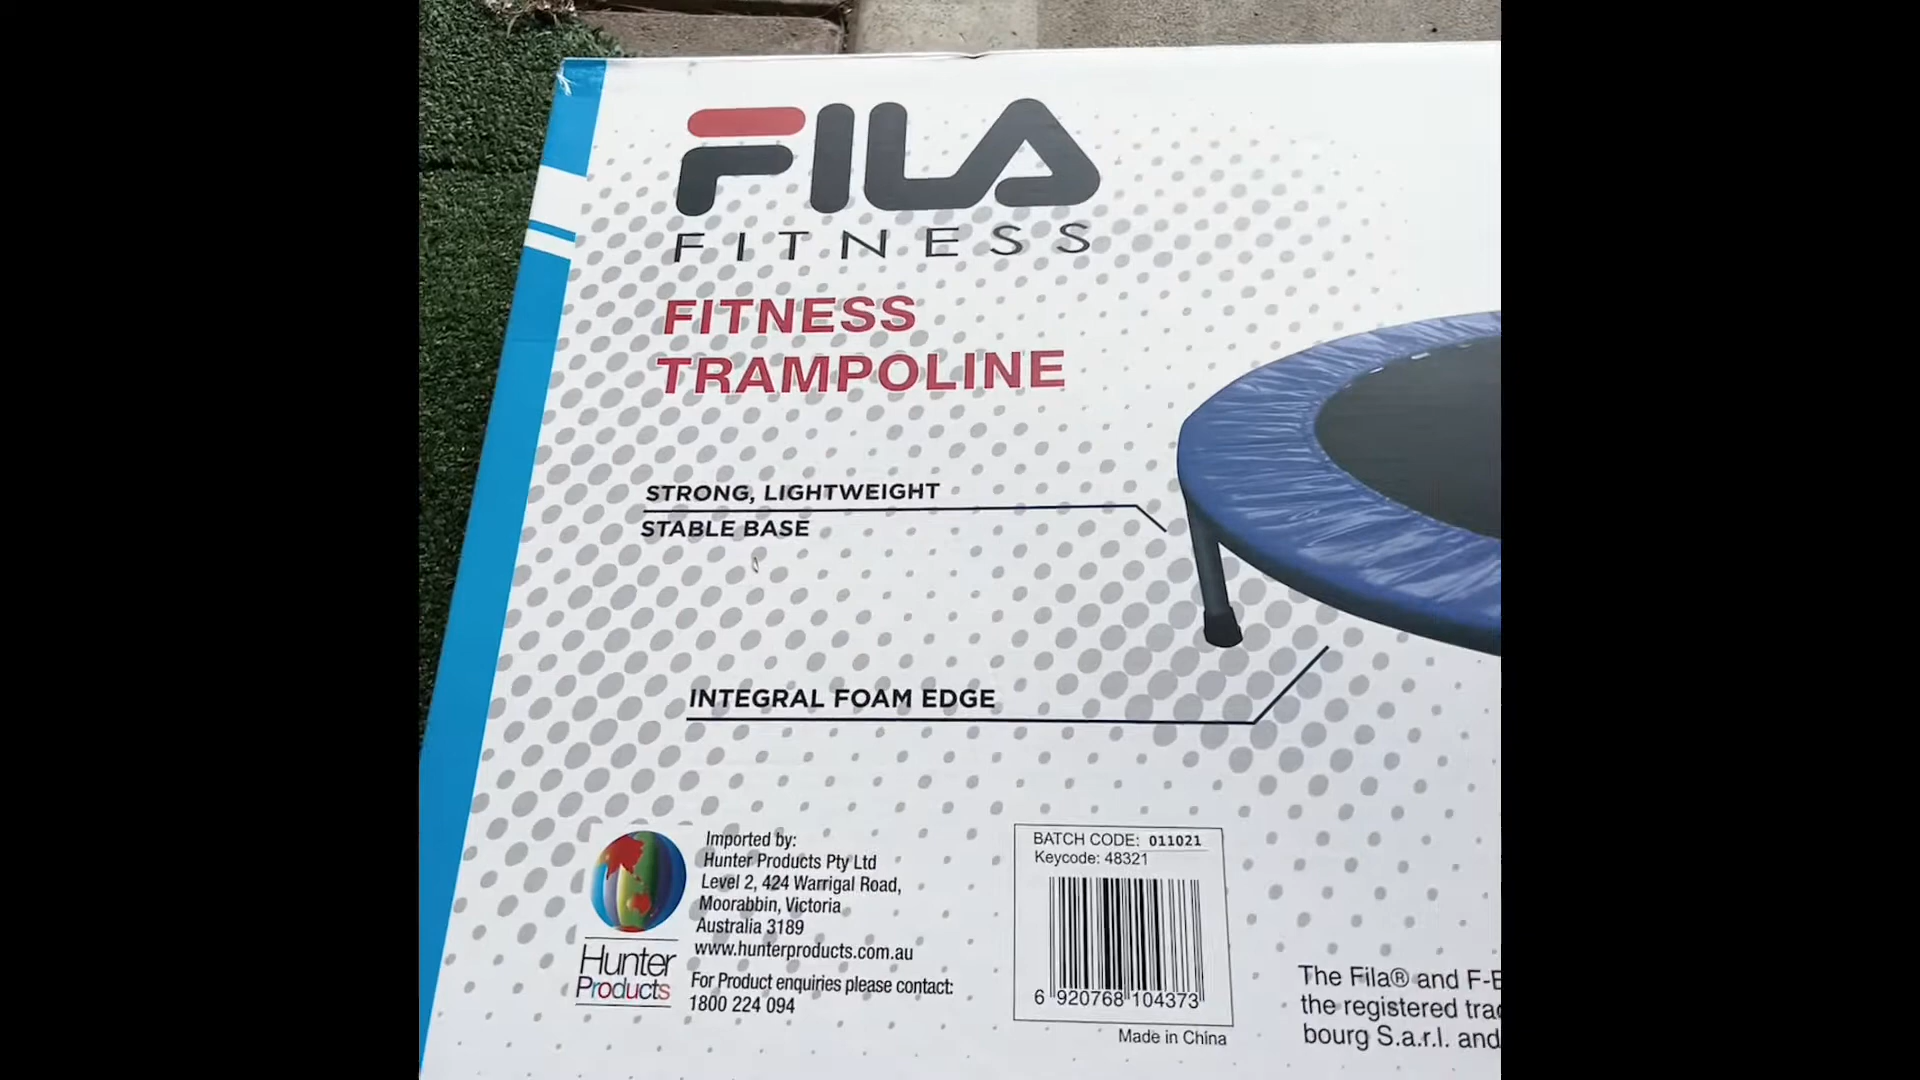 FILA
FITNESS
FITNESS
TRAMPOLINE
STRONG, LIGHTWEIGHT
STABLE BASE
INTEGRAL FOAM EDGE
Imported by:
Hunter Products Pty Ltd
Level 2, 424 Warrigal Road,
Moorabbin, Victoria
Australia 3189
www.hunterproducts.com.au
For Product enquiries please contact:
1800 224 094
Hunter
Products
BATCH CODE: 011021
Keycode: 48321
6 920768 104373
Made in China
The Fila® and F-
the registered
bourg S.a.r.l. and